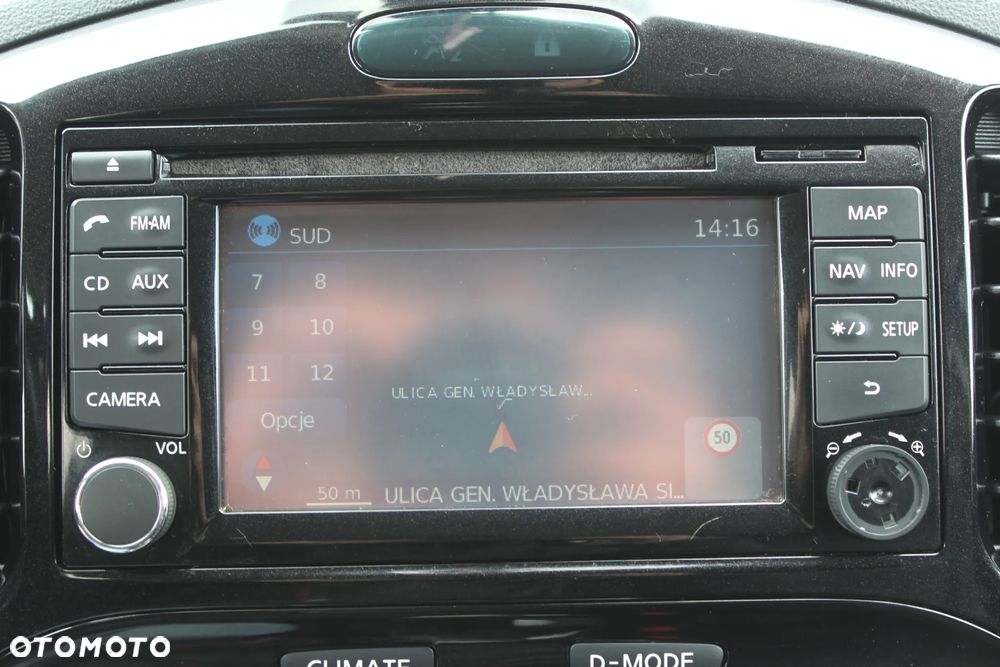 SUD 14:16
7 8
9 10
11 12
Opcje
ULICA GEN. WŁADYSŁAW...
50
50 m ULICA GEN. WŁADYSŁAWA SI...
FM·AM
CD AUX
CAMERA
VOL
MAP
NAV INFO
SETUP
OTOMOTO
CLIMATE
D-MODE